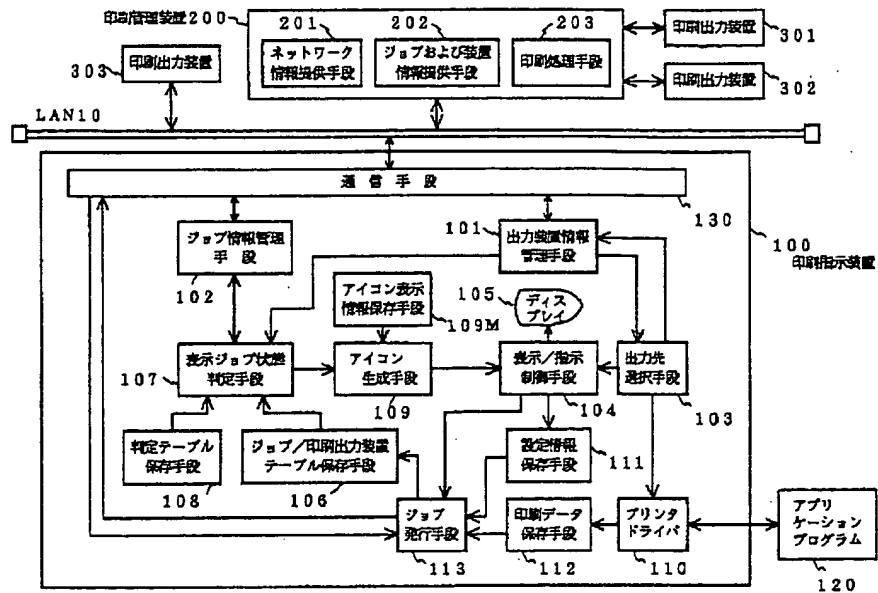 印刷管理装置200
201
202
203
ネットワーク
情報提供手段
ジョブおよび装置
情報提供手段
印刷処理手段
印刷出力装置
301
印刷出力装置
302
303
印刷出力装置
LAN10
通信手段
130
100
印刷指示装置
ジョブ情報管理
手段
102
101
出力装置情報
管理手段
アイコン表示
情報保存手段
109M
105
ディス
プレイ
107
表示ジョブ状態
判定手段
アイコン
生成手段
109
表示/指示
制御手段
104
出力先
選択手段
103
判定テーブル
保存手段
108
ジョブ/印刷出力装置
テーブル保存手段
106
設定情報
保存手段
111
ジョブ
発行手段
113
印刷データ
保存手段
112
プリンタ
ドライバ
110
アプリ
ケーション
プログラム
120